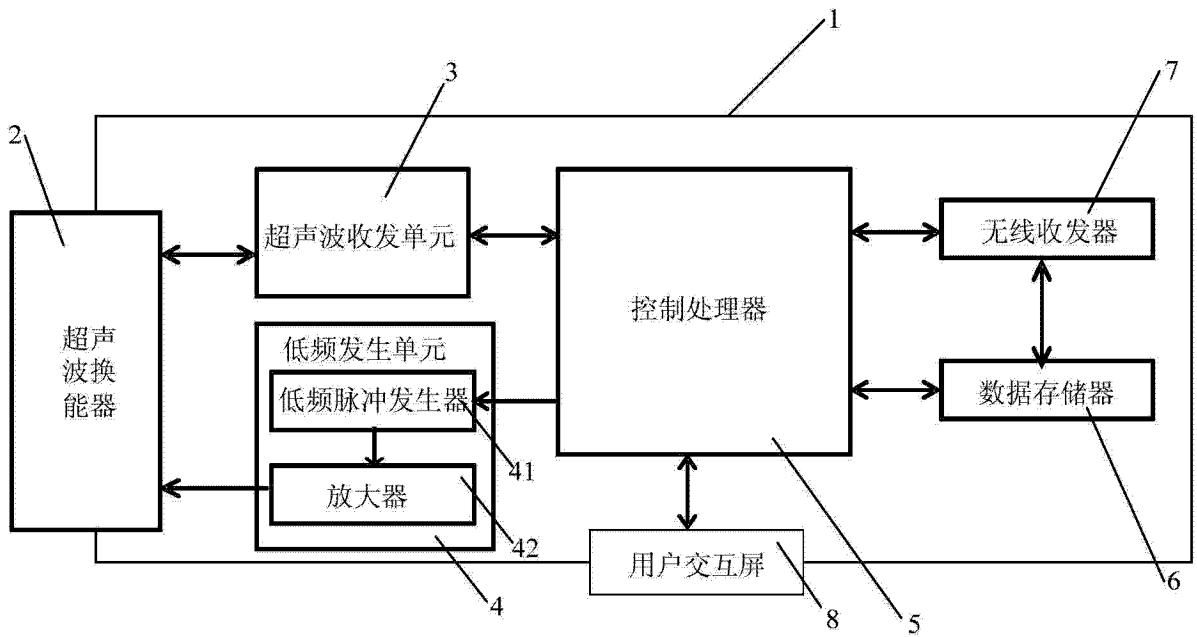 1
3
7
2
超声波收发单元
无线收发器
控制处理器
超声
波换
能器
低频发生单元
低频脉冲发生器
数据存储器
41
放大器
42
用户交互屏
4
8
5
6